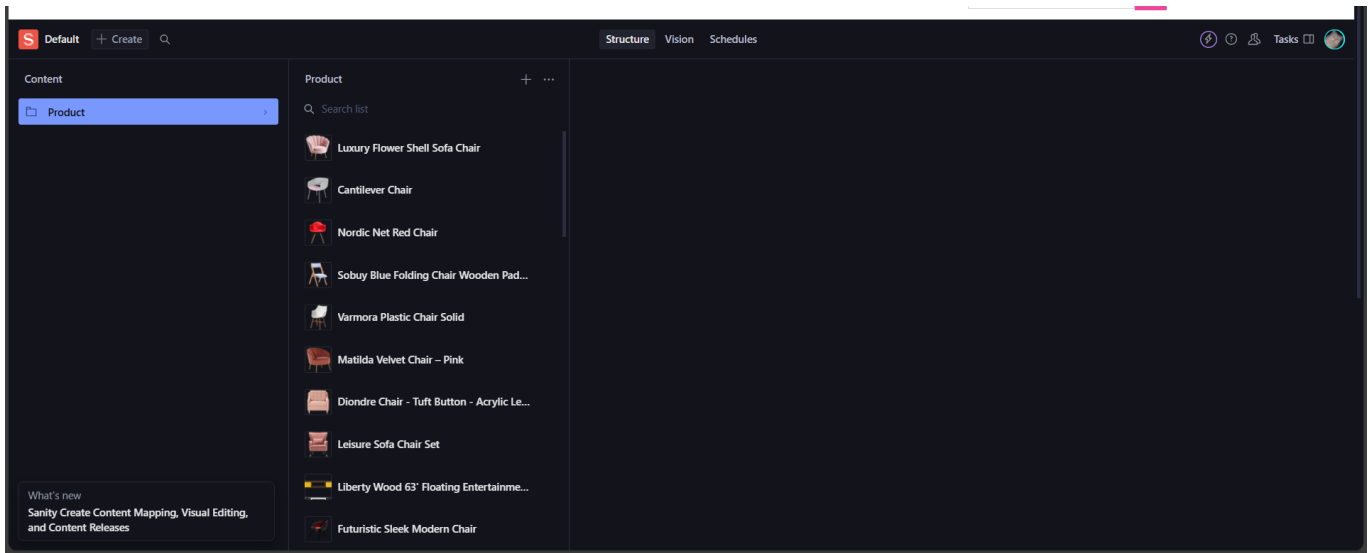 S Default + Create
Structure Vision Schedules
Tasks
Content
Product
Product
Search list
Luxury Flower Shell Sofa Chair
Cantilever Chair
Nordic Net Red Chair
Sobuy Blue Folding Chair Wooden Pad...
Varmora Plastic Chair Solid
Matilda Velvet Chair – Pink
Diondre Chair - Tuft Button - Acrylic Le...
Leisure Sofa Chair Set
Liberty Wood 63' Floating Entertainme...
Futuristic Sleek Modern Chair
What's new
Sanity Create Content Mapping, Visual Editing,
and Content Releases